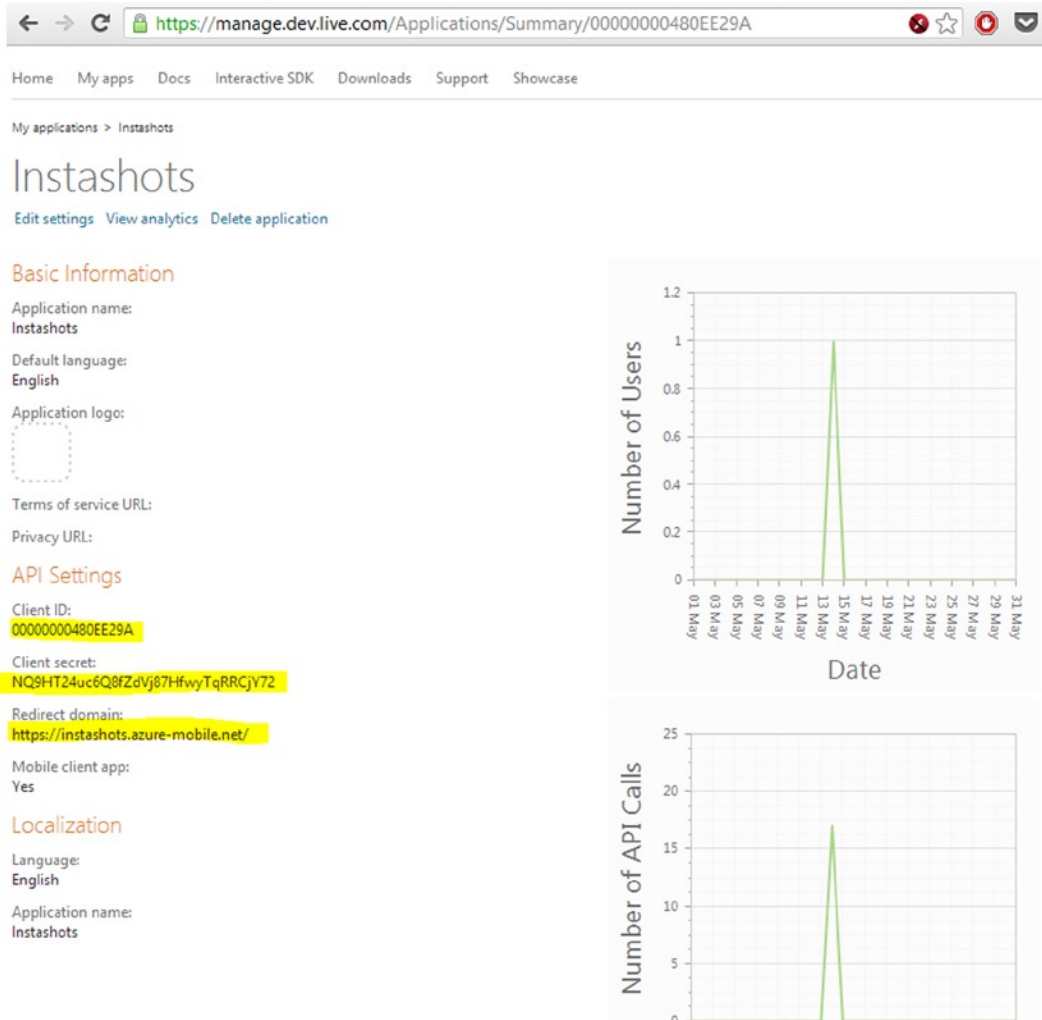 https://manage.dev.live.com/Applications/Summary/00000000480EE29A
Home My apps Docs Interactive SDK Downloads Support Showcase
My applications > Instashots
Instashots
Edit settings View analytics Delete application
Basic Information
Application name:
Instashots
Default language:
English
Application logo:
Terms of service URL:
Privacy URL:
API Settings
Client ID:
00000000480EE29A
Client secret:
NQ9HT24uc6Q8fZdVj87HfwyTqRRCjY72
Redirect domain:
https://instashots.azure-mobile.net/
Mobile client app:
Yes
Localization
Language:
English
Application name:
Instashots
Number of Users
1.2
1
0.8
0.6
0.4
0.2
0
01 May 03 May 05 May 07 May 09 May 11 May 13 May 15 May 17 May 19 May 21 May 23 May 25 May 27 May 29 May 31 May
Date
Number of API Calls
25
20
15
10
5
0